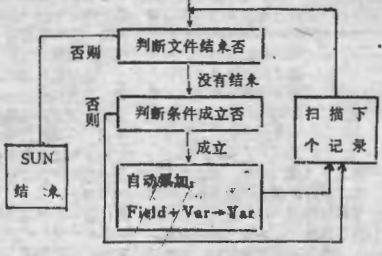 判断文件结束否
否则
没有结束
否
则
判断条件成立否
扫描下
个记录
成立
SUN
结束
自动累加:
Field+Var→Var